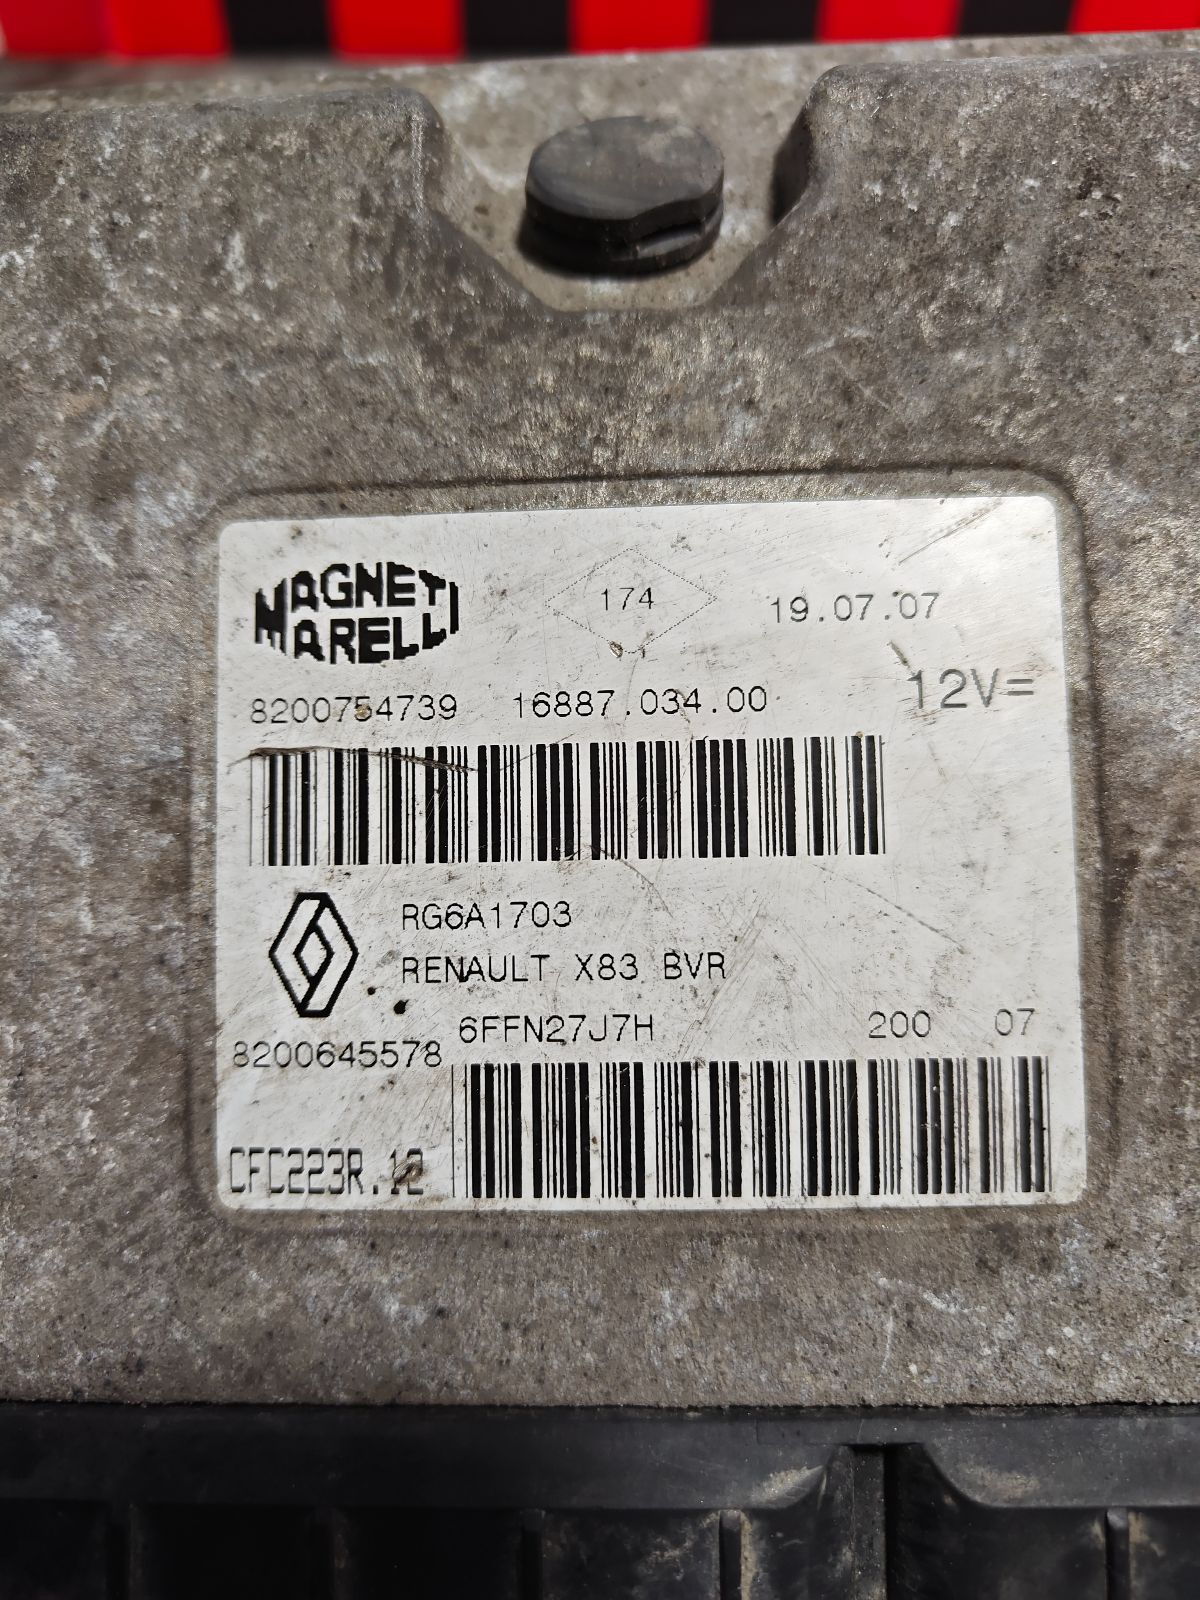 MAGNETI
MARELLI
174
19.07.07
8200754739 16887.034.00 12V=
RG6A1703
RENAULT X83 BVR
6FFN27J7H 200 07
8200645578
CFC223R.12